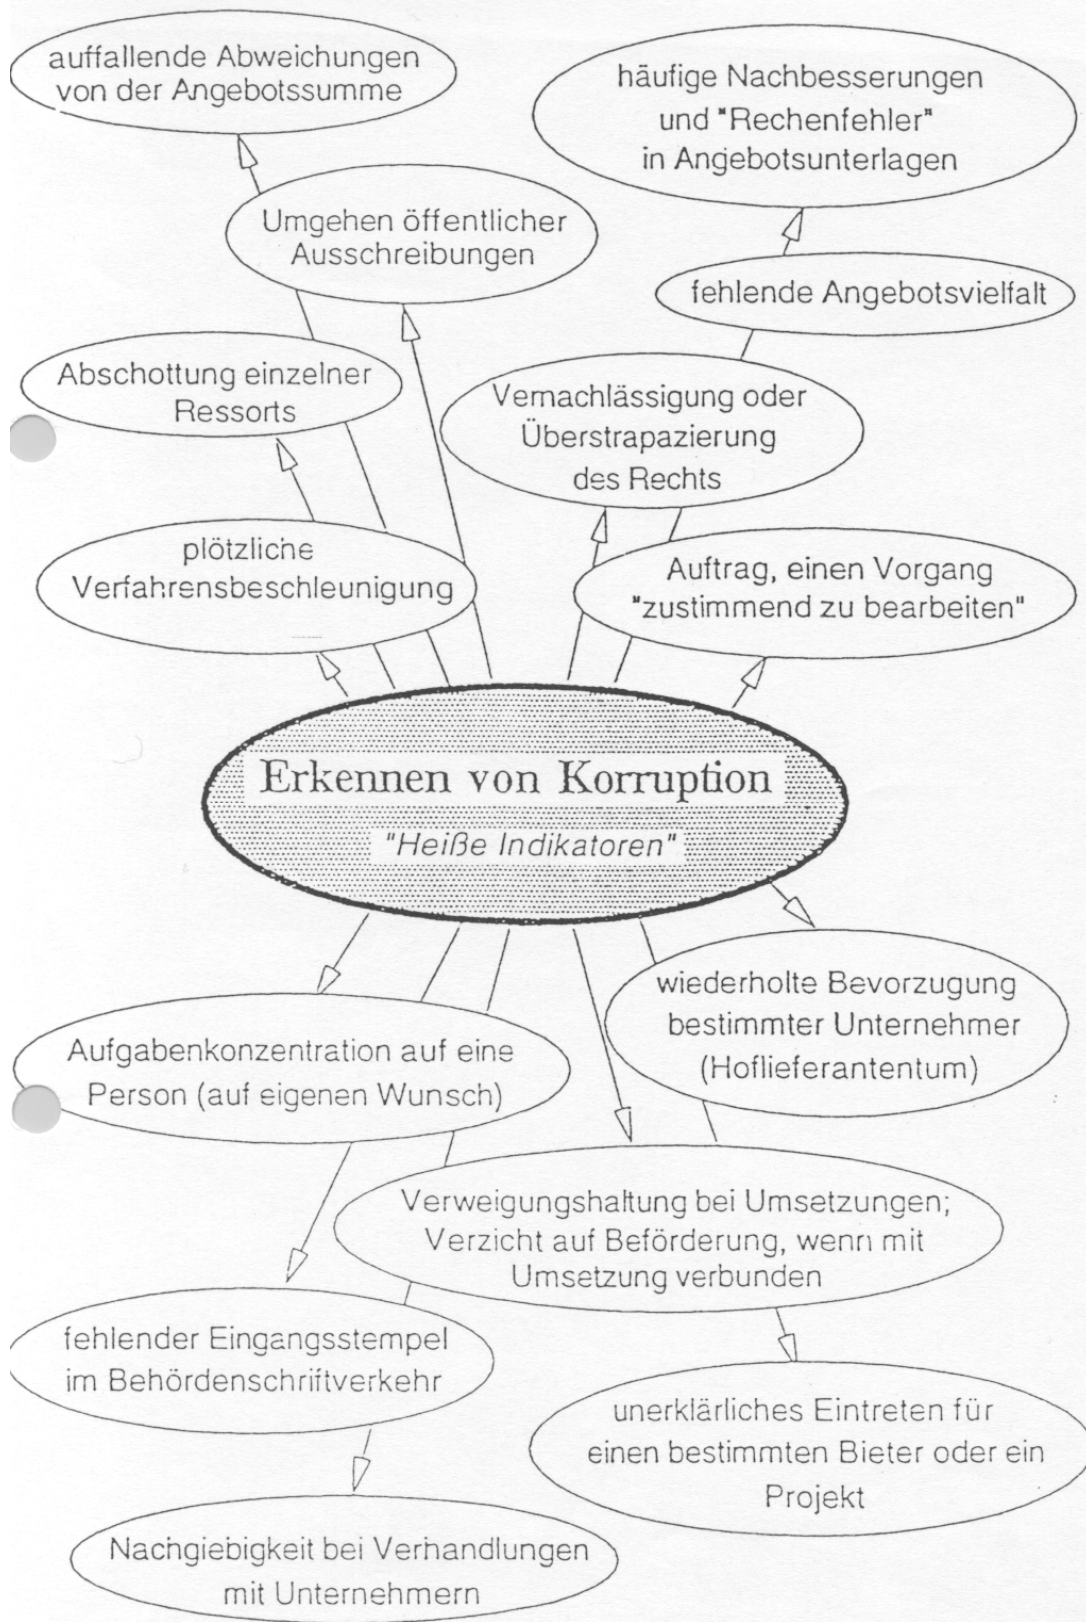 auffallende Abweichungen
von der Angebotssumme
häufige Nachbesserungen
und "Rechenfehler"
in Angebotsunterlagen
Umgehen öffentlicher
Ausschreibungen
fehlende Angebotsvielfalt
Abschottung einzelner
Ressorts
Vernachlässigung oder
Überstrapazierung
des Rechts
plötzliche
Verfahrensbeschleunigung
Auftrag, einen Vorgang
"zustimmend zu bearbeiten"
Erkennen von Korruption
"Heiße Indikatoren"
wiederholte Bevorzugung
bestimmter Unternehmer
(Hoflieferantentum)
Aufgabenkonzentration auf eine
Person (auf eigenen Wunsch)
Verweigungshaltung bei Umsetzungen;
Verzicht auf Beförderung, wenn mit
Umsetzung verbunden
fehlender Eingangsstempel
im Behördenschriftverkehr
unerklärliches Eintreten für
einen bestimmten Bieter oder ein
Projekt
Nachgiebigkeit bei Verhandlungen
mit Unternehmern